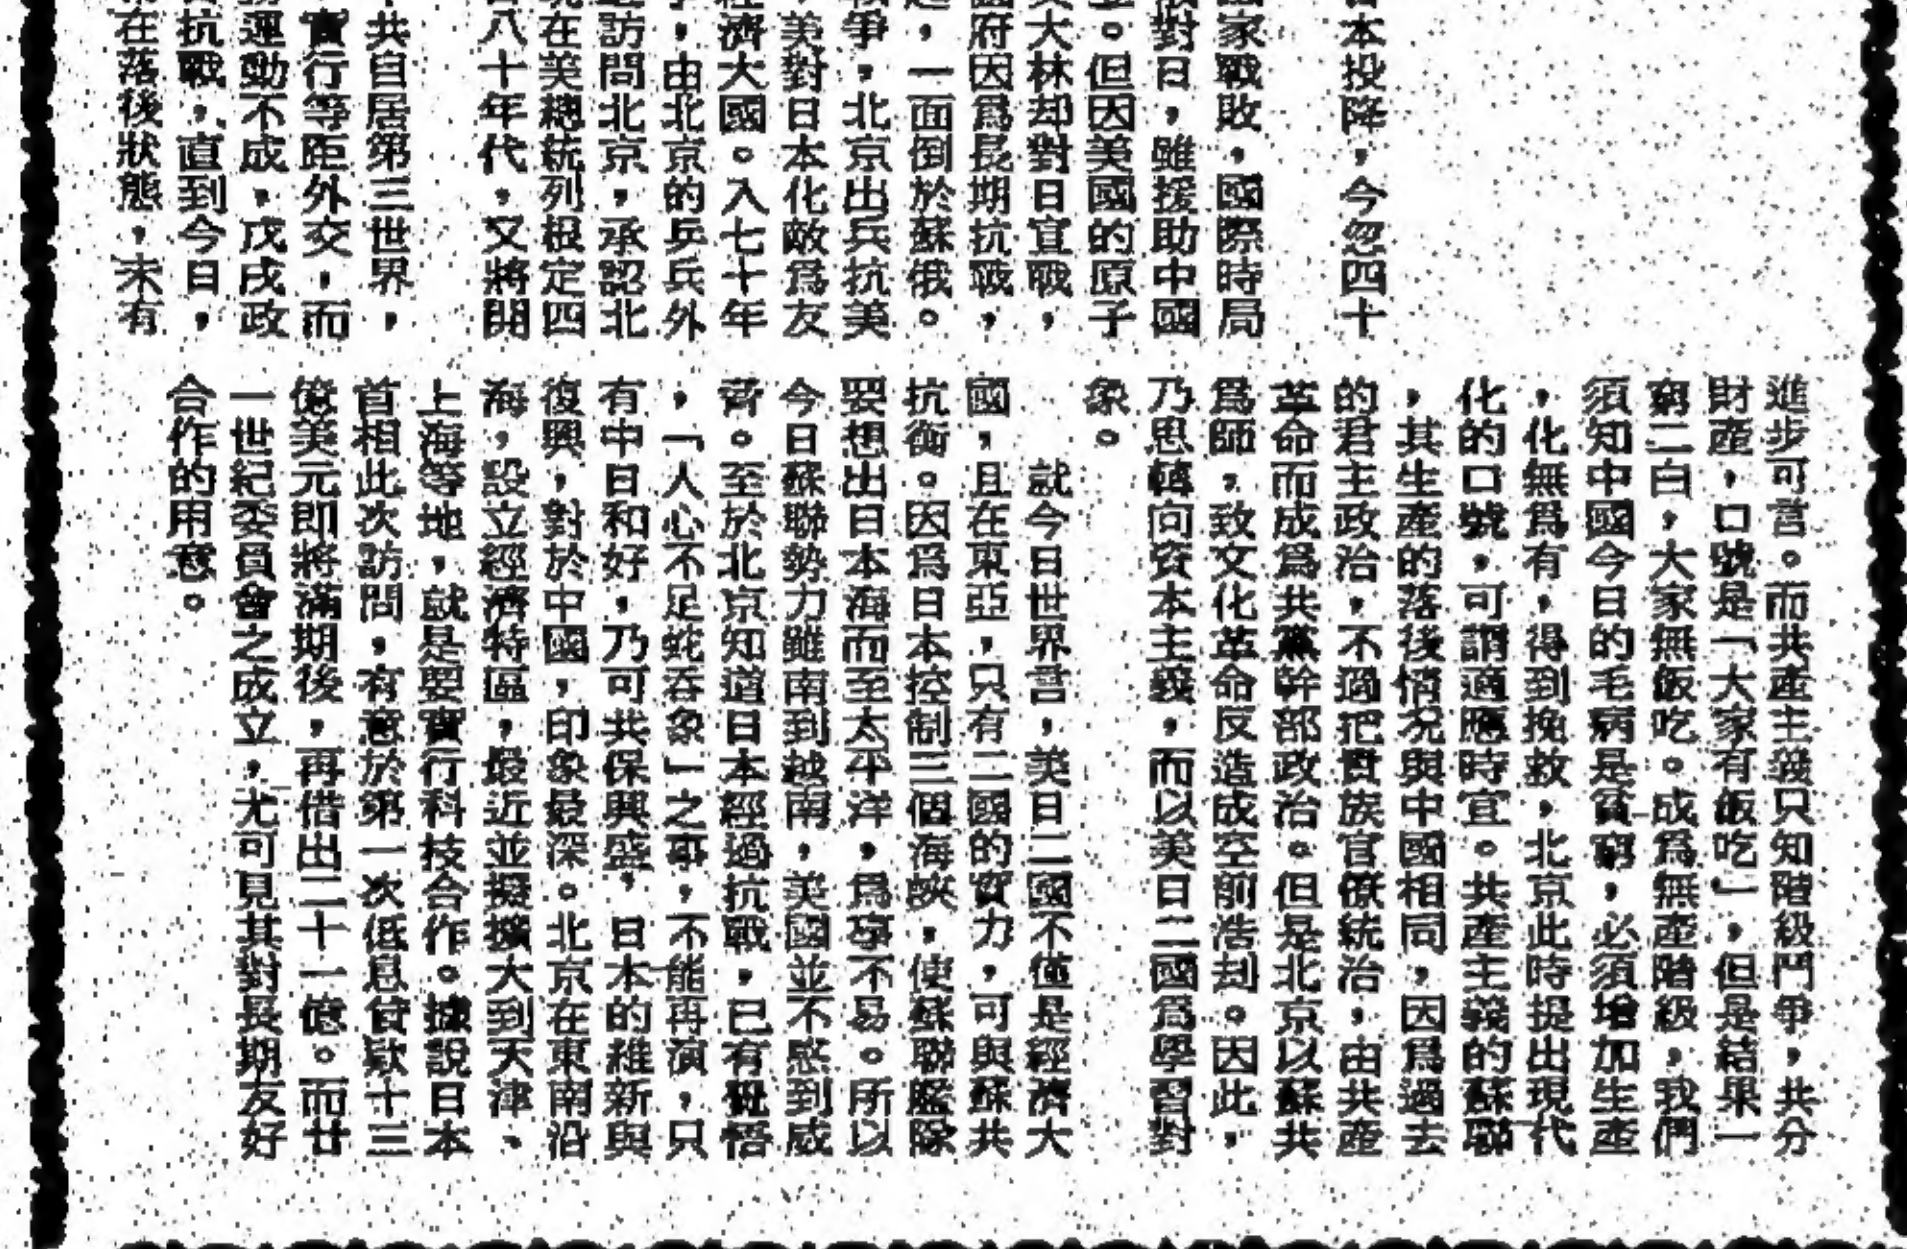 日本投降，今忽四十
國家戰敗，國際時局
對日，雖援助中國
。但因美國的原子
大林却對日宣戰，
國府因爲長期抗戰，
，一面倒於蘇俄。
戰爭，北京出兵抗美
，美對日本化敵爲友
經濟大國。入七十年
，由北京的乒乓外
訪問北京，承認北
現在美總統列根定四
八十年代，又將開
共自居第三世界，
實行等距外交，而
運動不成，戊戌政
抗戰，直到今日，
在落後狀態，未有
進步可言。而共產主義只知階級鬥爭，共分
財產，口號是「大家有飯吃」，但是結果一
窮二白，大家無飯吃。成爲無產階級，我們
須知中國今日的毛病是貧窮，必須增加生產
，化無爲有，得到挽救，北京此時提出現代
化的口號，可謂適應時宜。共產主義的蘇聯
，其生產的落後情況與中國相同，因爲過去
的君主政治，不過把貴族官僚統治，由共產
革命而成爲共黨幹部政治。但是北京以蘇共
爲師，致文化革命反造成空前浩刦。因此，
乃思轉向資本主義，而以美日二國爲學習對
象。
就今日世界言，美日二國不僅是經濟大
國，且在東亞，只有二國的實力，可與蘇共
抗衡。因爲日本控制三個海峽，使蘇聯艦隊
要想出日本海而至太平洋，爲事不易。所以
今日蘇聯勢力雖南到越南，美國並不感到威
脅。至於北京知道日本經過抗戰，已有覺悟
，「人心不足蛇吞象」之事，不能再演，只
有中日和好，乃可共保興盛，日本的維新與
復興，對於中國，印象最深。北京在東南沿
海，設立經濟特區，最近並擬擴大到天津、
上海等地，就是要實行科技合作。據說日本
首相此次訪問，有意於第一次低息貸款十三
億美元即將滿期後，再借出二十一億。而廿
一世紀委員會之成立，尤可見其對長期友好
合作的用意。